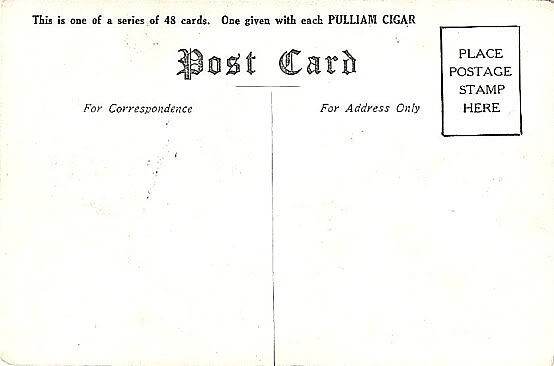 This is one of a series of 48 cards. One given with each PULLIAM CIGAR
Post Card
For Correspondence
For Address Only
PLACE
POSTAGE
STAMP
HERE